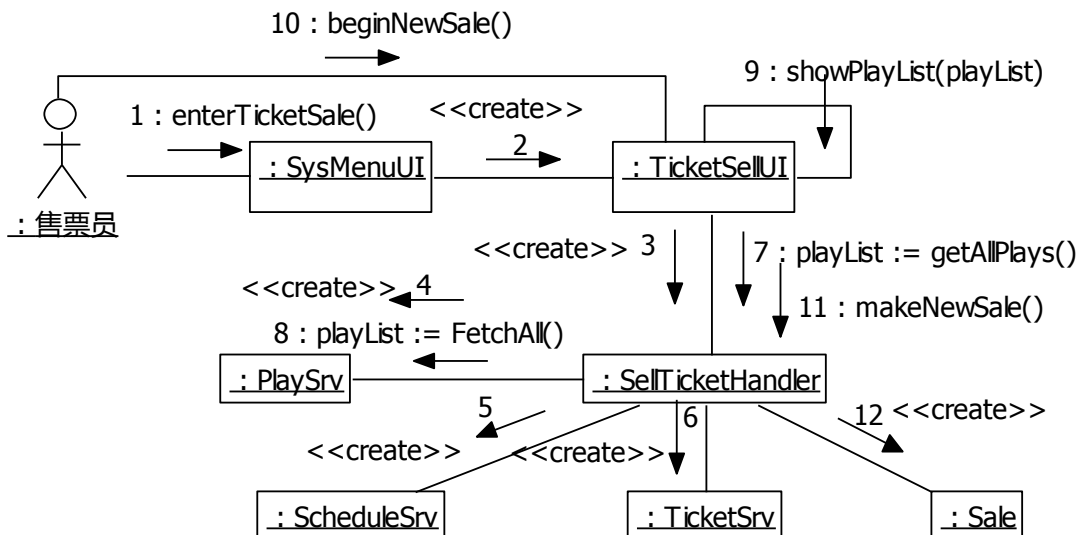 10 : beginNewSale()
9 : showPlayList(playList)
1 : enterTicketSale()
<<create>>
2
: SysMenuUI
: TicketSellUI
: 售票员
<<create>> 3
7 : playList := getAllPlays()
<<create>> 4
11 : makeNewSale()
8 : playList := FetchAll()
: PlaySrv
: SellTicketHandler
5
<<create>>
6
<<create>>
12 <<create>>
: ScheduleSrv
: TicketSrv
: Sale